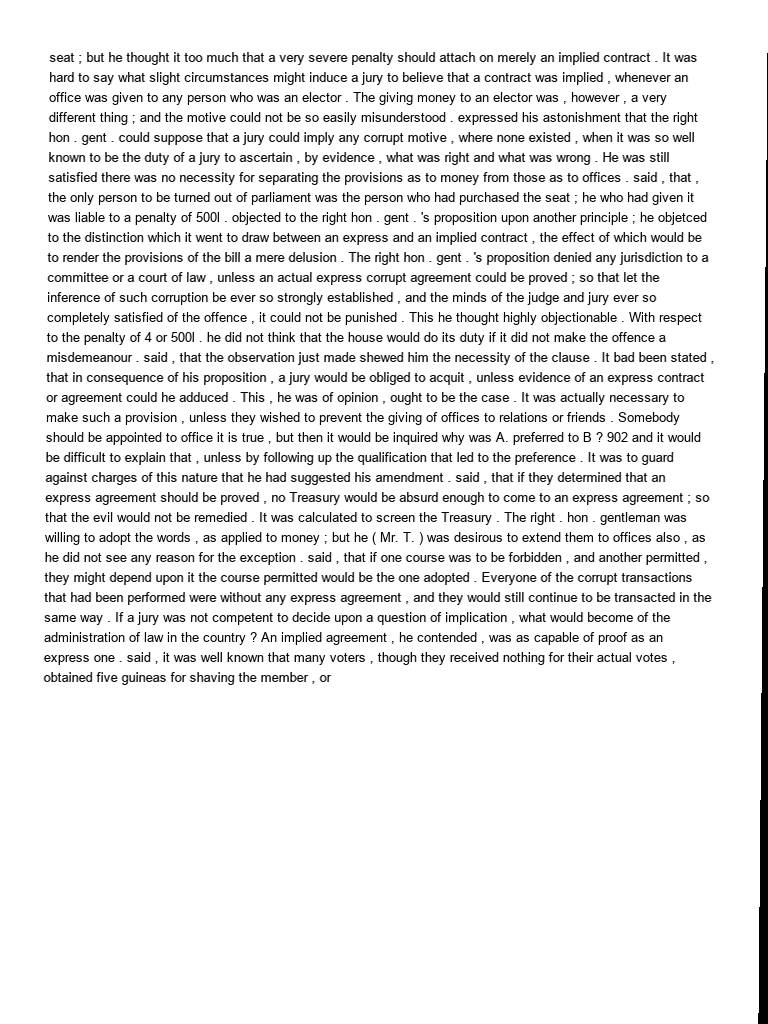 seat ; but he thought it too much that a very severe penalty should attach on merely an implied contract . It was
hard to say what slight circumstances might induce a jury to believe that a contract was implied , whenever an
office was given to any person who was an elector . The giving money to an elector was , however , a very
different thing ; and the motive could not be so easily misunderstood . expressed his astonishment that the right
hon . gent . could suppose that a jury could imply any corrupt motive , where none existed , when it was so well
known to be the duty of a jury to ascertain , by evidence , what was right and what was wrong . He was still
satisfied there was no necessity for separating the provisions as to money from those as to offices . said , that ,
the only person to be turned out of parliament was the person who had purchased the seat ; he who had given it
was liable to a penalty of 500l . objected to the right hon . gent . 's proposition upon another principle ; he objetced
to the distinction which it went to draw between an express and an implied contract , the effect of which would be
to render the provisions of the bill a mere delusion . The right hon . gent . 's proposition denied any jurisdiction to a
committee or a court of law , unless an actual express corrupt agreement could be proved ; so that let the
inference of such corruption be ever so strongly established , and the minds of the judge and jury ever so
completely satisfied of the offence , it could not be punished . This he thought highly objectionable . With respect
to the penalty of 4 or 500l . he did not think that the house would do its duty if it did not make the offence a
misdemeanour . said , that the observation just made shewed him the necessity of the clause . It bad been stated ,
that in consequence of his proposition , a jury would be obliged to acquit , unless evidence of an express contract
or agreement could he adduced . This , he was of opinion , ought to be the case . It was actually necessary to
make such a provision , unless they wished to prevent the giving of offices to relations or friends . Somebody
should be appointed to office it is true , but then it would be inquired why was A. preferred to B ? 902 and it would
be difficult to explain that , unless by following up the qualification that led to the preference . It was to guard
against charges of this nature that he had suggested his amendment . said , that if they determined that an
express agreement should be proved , no Treasury would be absurd enough to come to an express agreement ; so
that the evil would not be remedied . It was calculated to screen the Treasury . The right . hon . gentleman was
willing to adopt the words , as applied to money ; but he ( Mr. T. ) was desirous to extend them to offices also , as
he did not see any reason for the exception . said , that if one course was to be forbidden , and another permitted ,
they might depend upon it the course permitted would be the one adopted . Everyone of the corrupt transactions
that had been performed were without any express agreement , and they would still continue to be transacted in the
same way . If a jury was not competent to decide upon a question of implication , what would become of the
administration of law in the country ? An implied agreement , he contended , was as capable of proof as an
express one . said , it was well known that many voters , though they received nothing for their actual votes ,
obtained five guineas for shaving the member , or